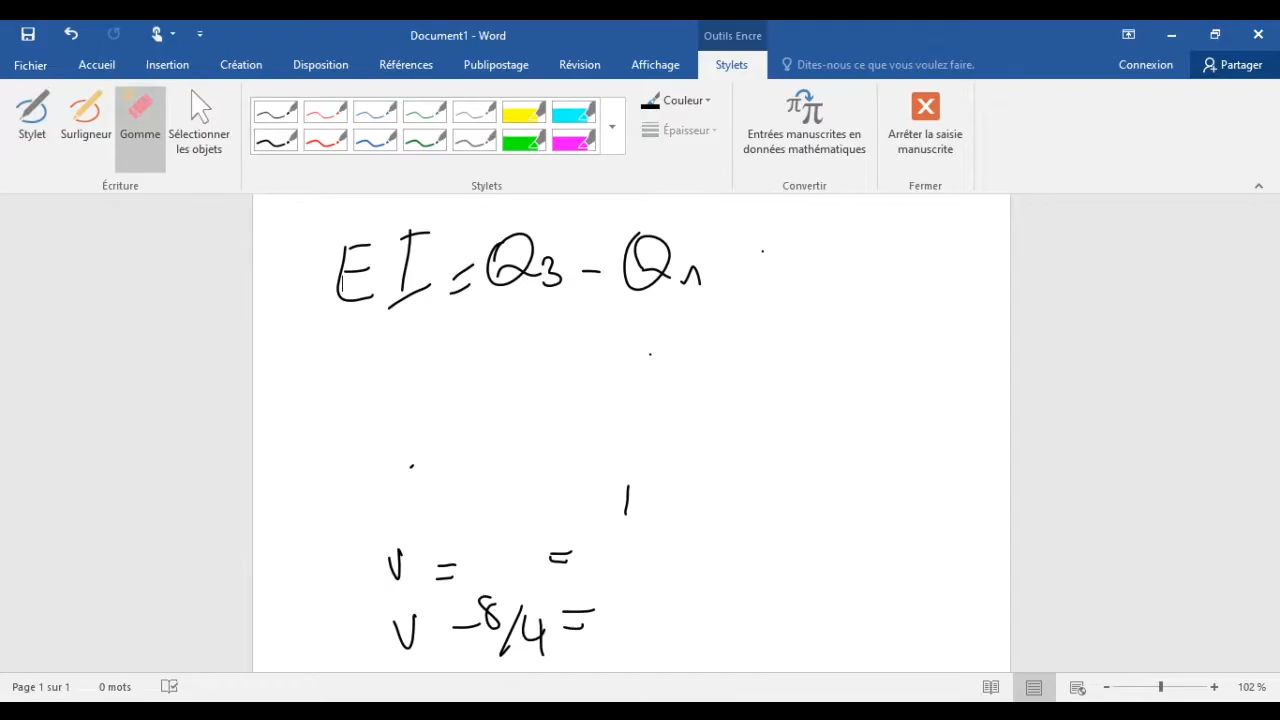 Document1 - Word
Outils Encre
Fichier
Accueil
Insertion
Création
Disposition
Références
Publipostage
Révision
Affichage
Stylets
Dites-nous ce que vous voulez faire.
Connexion
Partager
Stylet
Surligneur
Gomme
Sélectionner les objets
Couleur
Épaisseur
Entrées manuscrites en données mathématiques
Arrêter la saisie manuscrite
Écriture
Stylets
Convertir
Fermer
EI = Q3 - Q1
V = =
V -8/4 =
Page 1 sur 1
0 mots
102 %